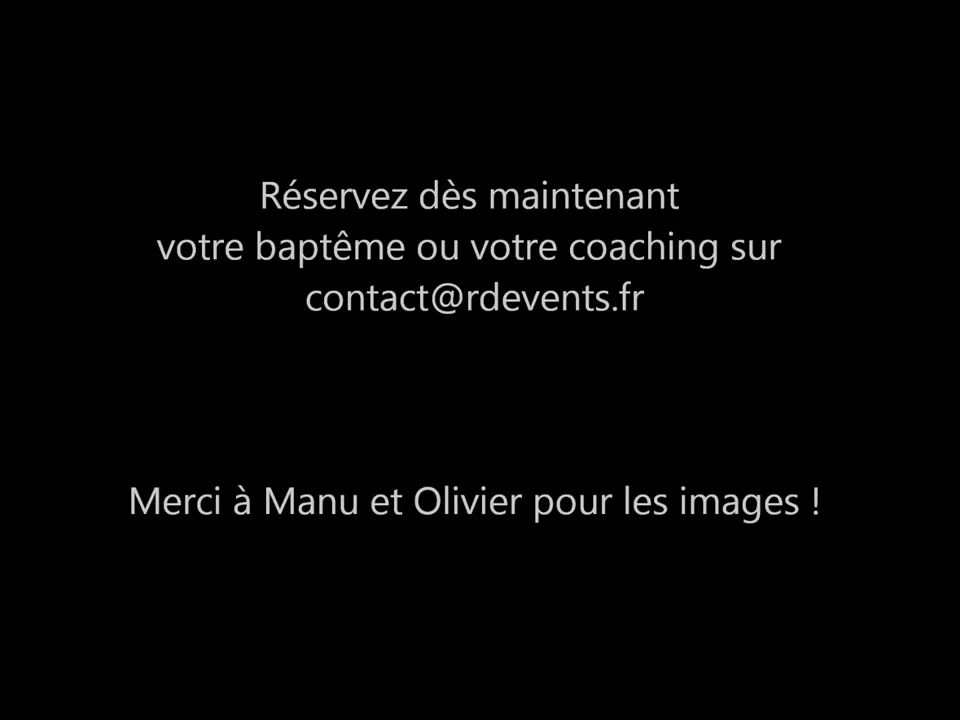 Réservez dès maintenant
votre baptême ou votre coaching sur
contact@rdevents.fr
Merci à Manu et Olivier pour les images !